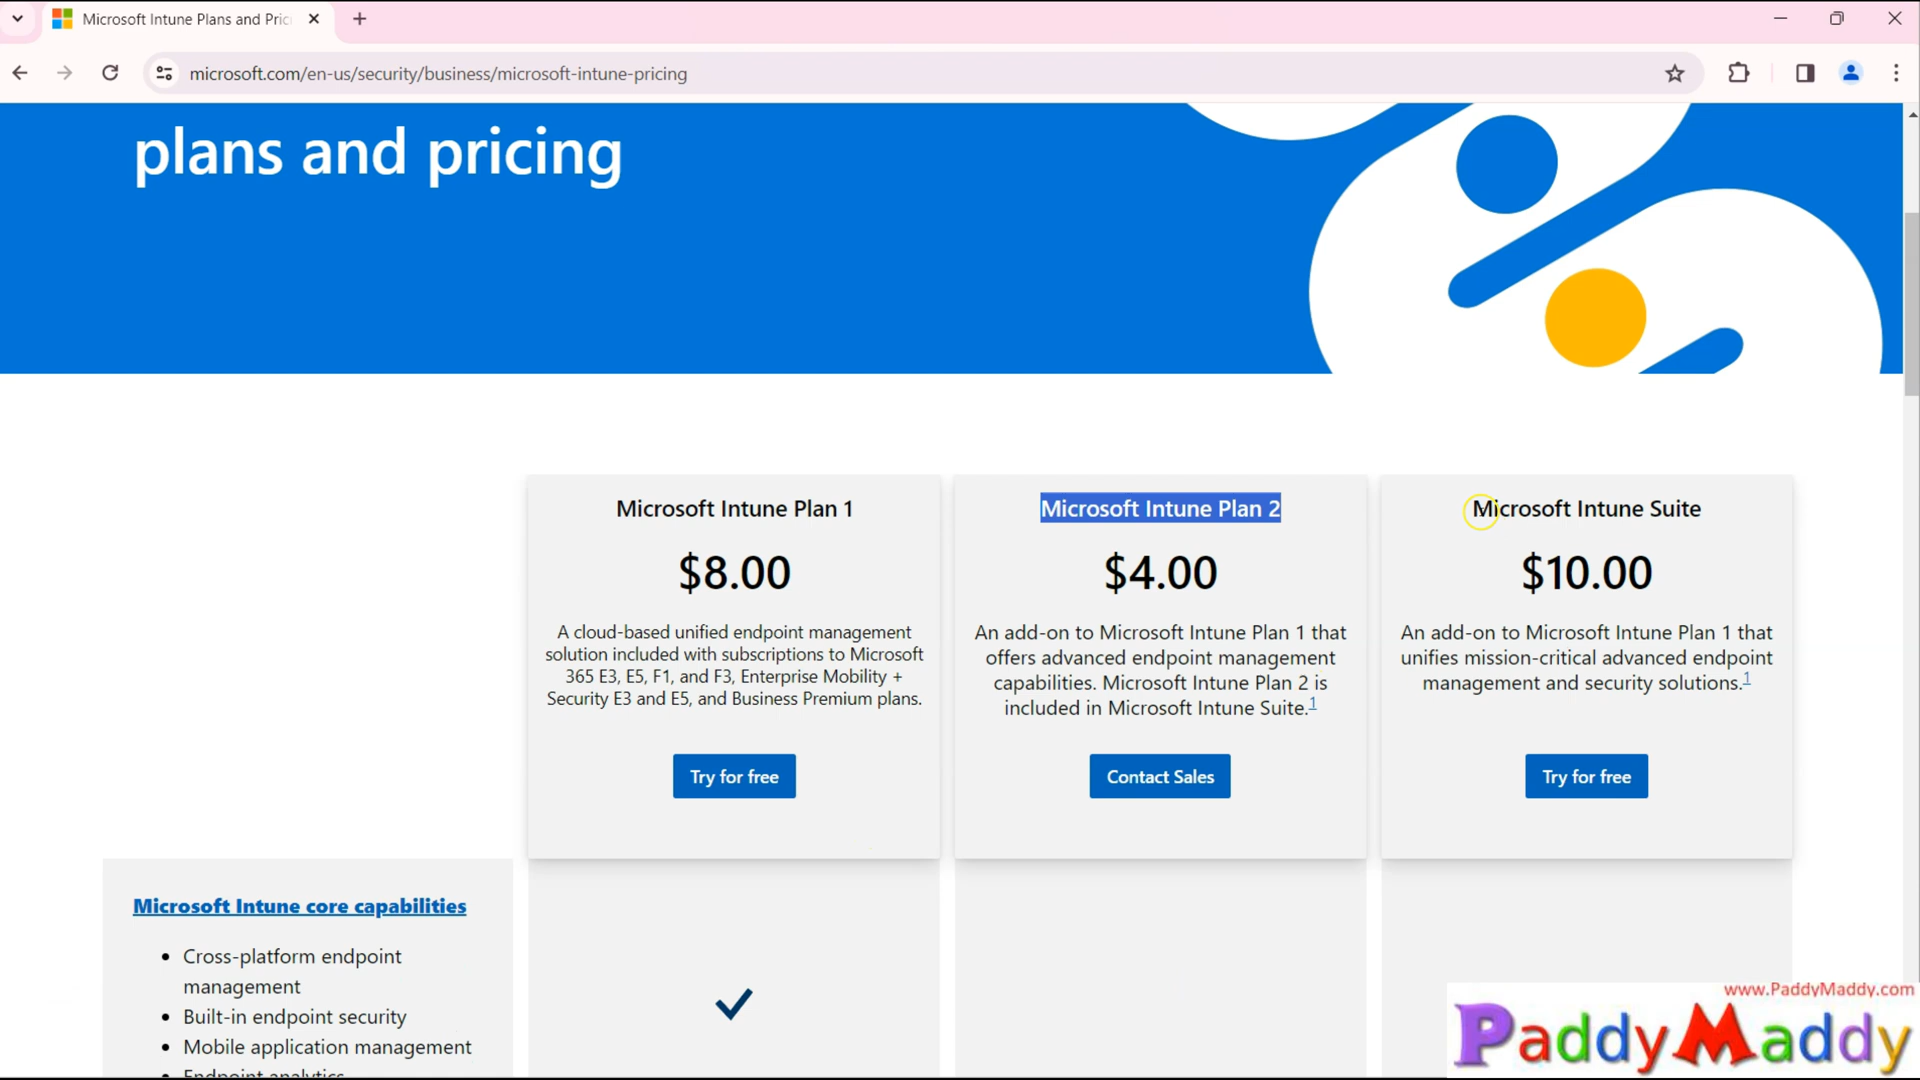 Microsoft Intune Plans and Pric
microsoft.com/en-us/security/business/microsoft-intune-pricing
plans and pricing
Microsoft Intune Plan 1
$8.00
A cloud-based unified endpoint management
solution included with subscriptions to Microsoft
365 E3, E5, F1, and F3, Enterprise Mobility +
Security E3 and E5, and Business Premium plans.
Try for free
Microsoft Intune Plan 2
$4.00
An add-on to Microsoft Intune Plan 1 that
offers advanced endpoint management
capabilities. Microsoft Intune Plan 2 is
included in Microsoft Intune Suite.1
Contact Sales
Microsoft Intune Suite
$10.00
An add-on to Microsoft Intune Plan 1 that
unifies mission-critical advanced endpoint
management and security solutions.1
Try for free
Microsoft Intune core capabilities
• Cross-platform endpoint
management
• Built-in endpoint security
• Mobile application management
• Endpoint analytics
www.PaddyMaddy.com
PaddyMaddy